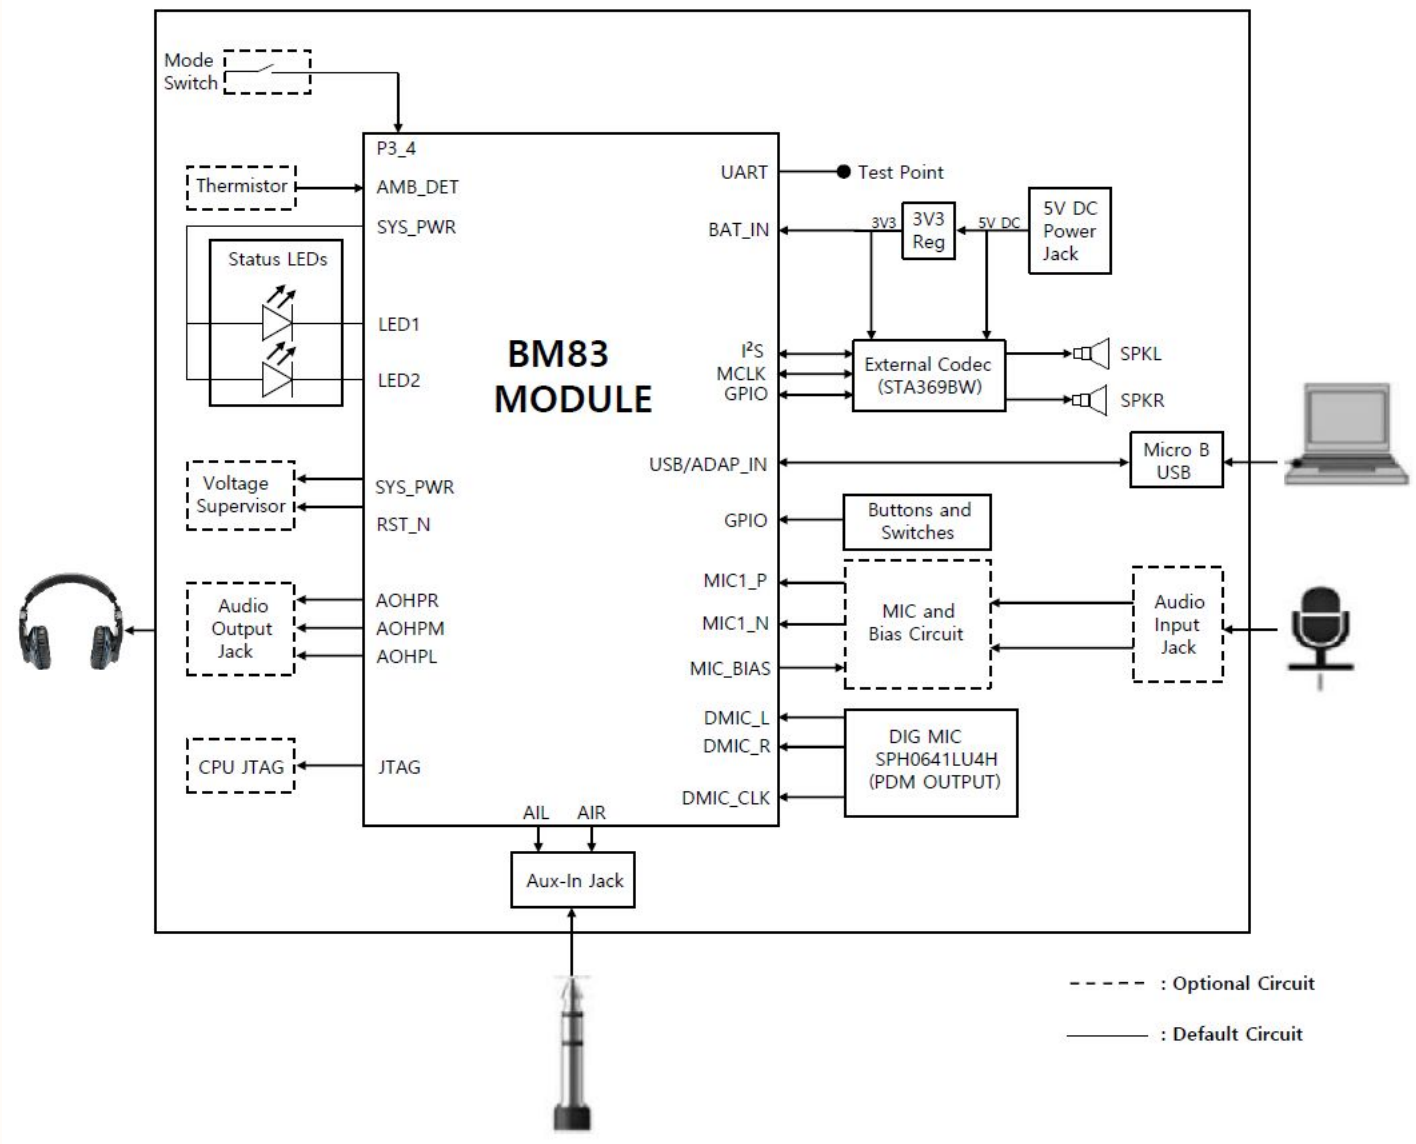 Mode
Switch
P3_4
Thermistor
AMB_DET
SYS_PWR
Status LEDs
LED1
LED2
BM83
MODULE
UART
Test Point
BAT_IN
3V3
3V3
Reg
5V DC
5V DC
Power
Jack
I²S
MCLK
GPIO
External Codec
(STA369BW)
SPKL
SPKR
USB/ADAP_IN
Micro B
USB
Voltage
Supervisor
SYS_PWR
RST_N
GPIO
Buttons and
Switches
Audio
Output
Jack
AOHPR
AOHPM
AOHPL
MIC1_P
MIC1_N
MIC_BIAS
MIC and
Bias Circuit
Audio
Input
Jack
DMIC_L
DMIC_R
DMIC_CLK
DIG MIC
SPH0641LU4H
(PDM OUTPUT)
CPU JTAG
JTAG
AIL
AIR
Aux-In Jack
: Optional Circuit
: Default Circuit